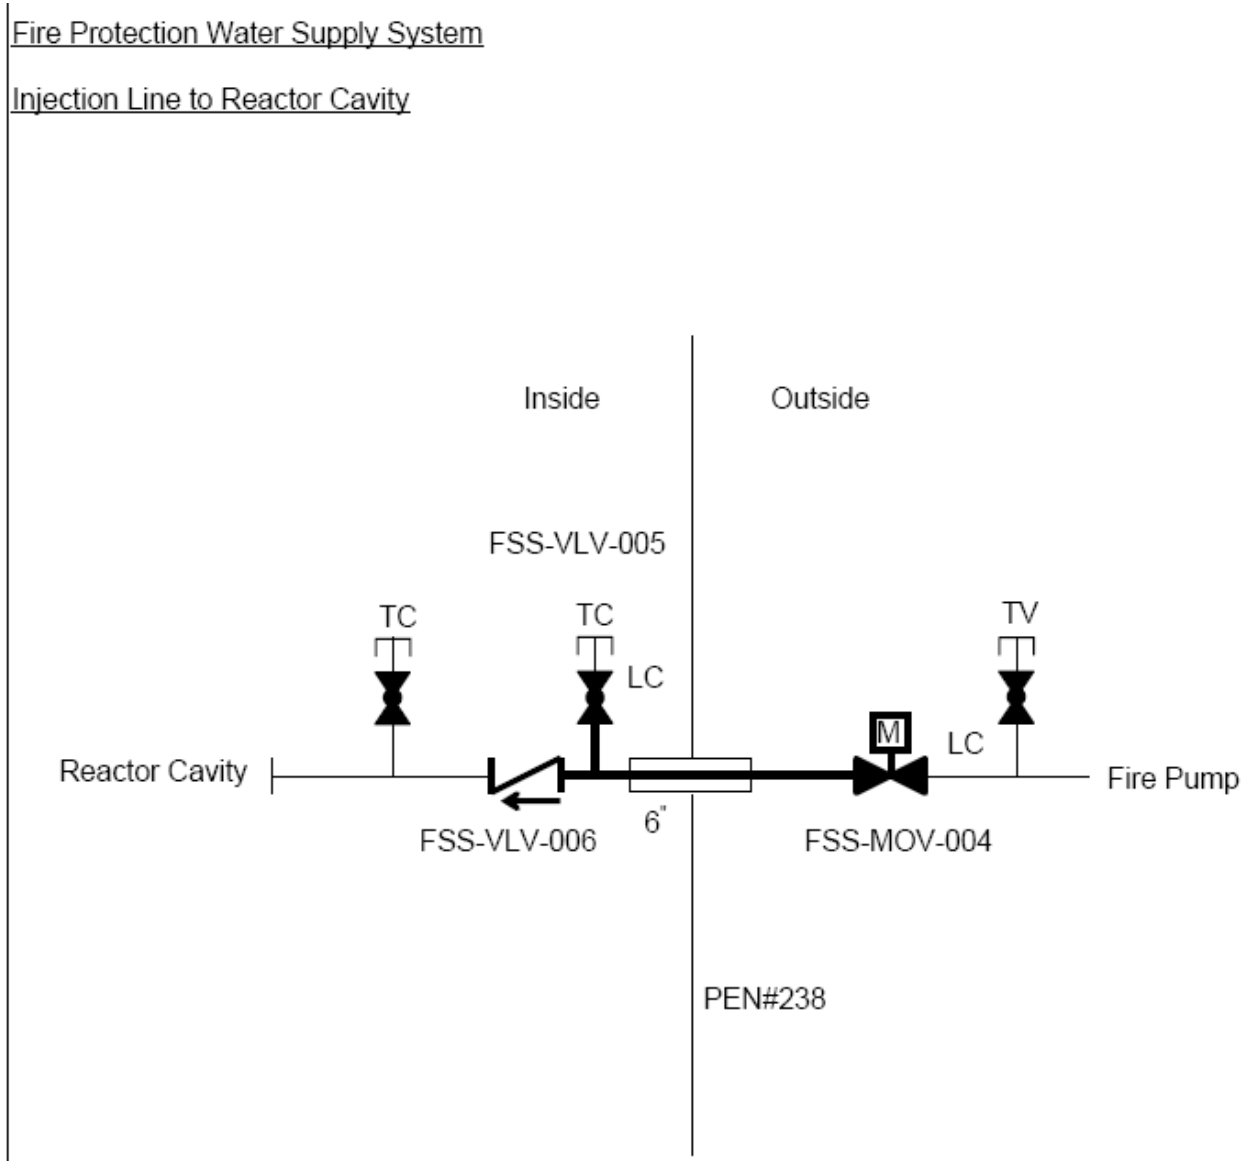 Fire Protection Water Supply System
Injection Line to Reactor Cavity
Inside
Outside
FSS-VLV-005
TC
TC
TV
LC
M
LC
Reactor Cavity
Fire Pump
6"
FSS-VLV-006
FSS-MOV-004
PEN#238